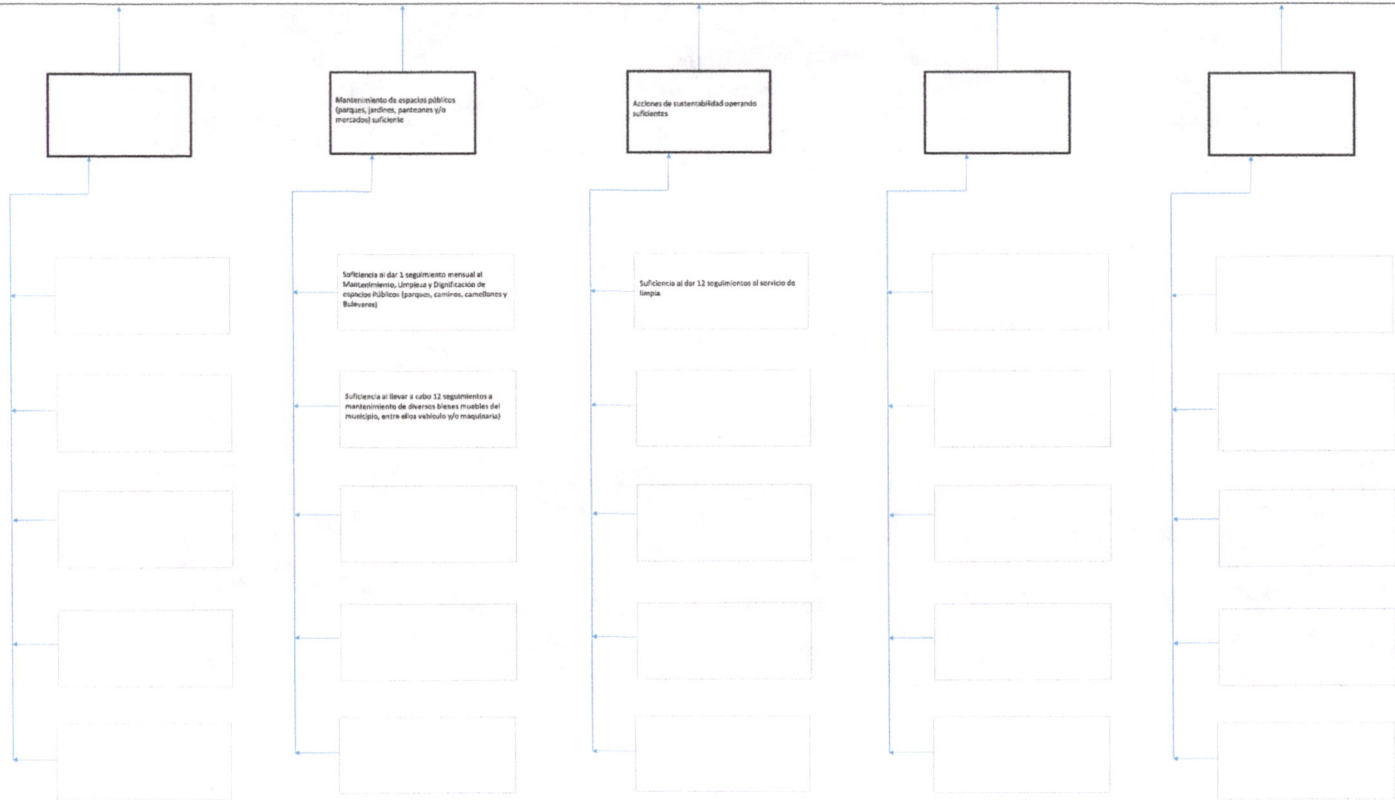 Mantenimiento de espacios públicos
(parques, jardines, panteones y/o
mercados) suficiente
Acciones de sustentabilidad operando
suficientes
Suficiencia al dar 1 seguimiento mensual al
Mantenimiento, Limpieza y Dignificación de
espacios Públicos (parques, caminos, camellones y
Bulevares)
Suficiencia al dar 12 seguimientos al servicio de
limpia
Suficiencia al llevar a cabo 12 seguimientos a
mantenimiento de diversos bienes muebles del
municipio, entre ellos vehículo y/o maquinaria)